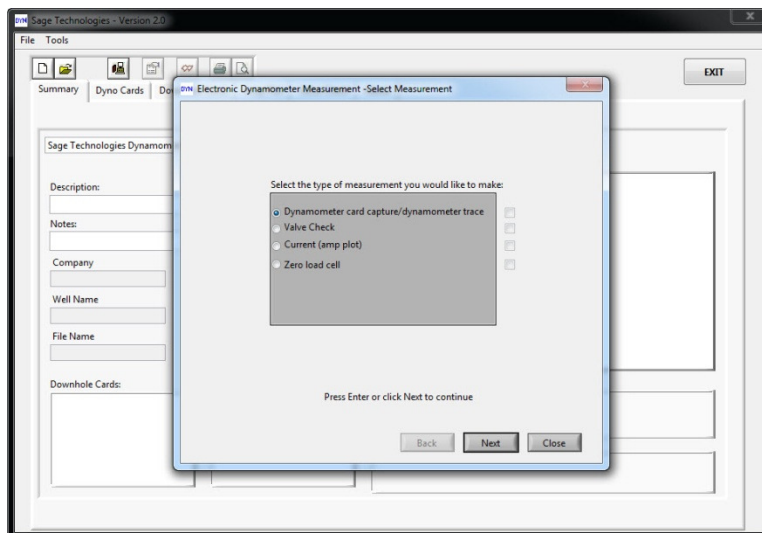 DYN Sage Technologies - Version 2.0
X
File Tools
EXIT
Summary Dyno Cards Do
DYN Electronic Dynamometer Measurement -Select Measurement
Sage Technologies Dynamom
Description:
Notes:
Company
Well Name
File Name
Downhole Cards:
Select the type of measurement you would like to make:
Dynamometer card capture/dynamometer trace
Valve Check
Current (amp plot)
Zero load cell
Press Enter or click Next to continue
Back Next Close